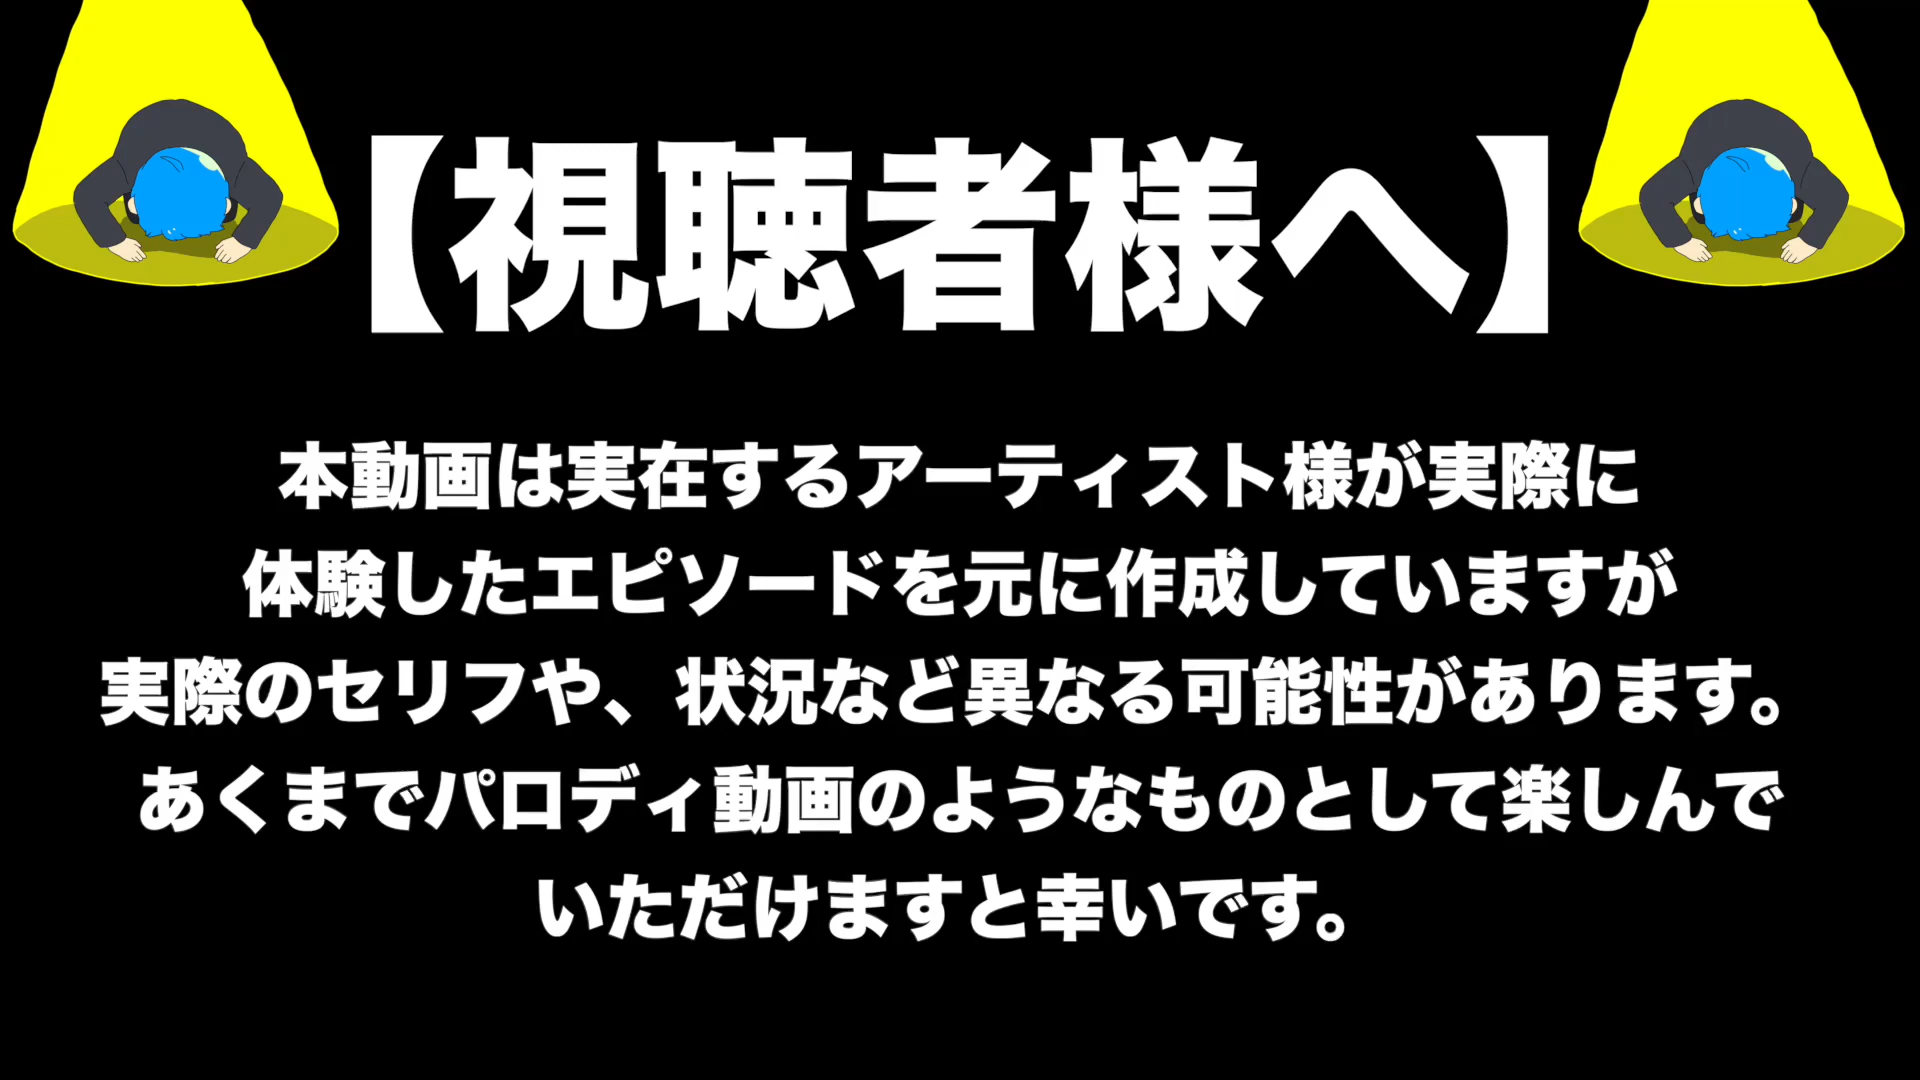 【視聴者様へ】
本動画は実在するアーティスト様が実際に
体験したエピソードを元に作成していますが
実際のセリフや、状況など異なる可能性があります。
あくまでパロディ動画のようなものとして楽しんで
いただけますと幸いです。